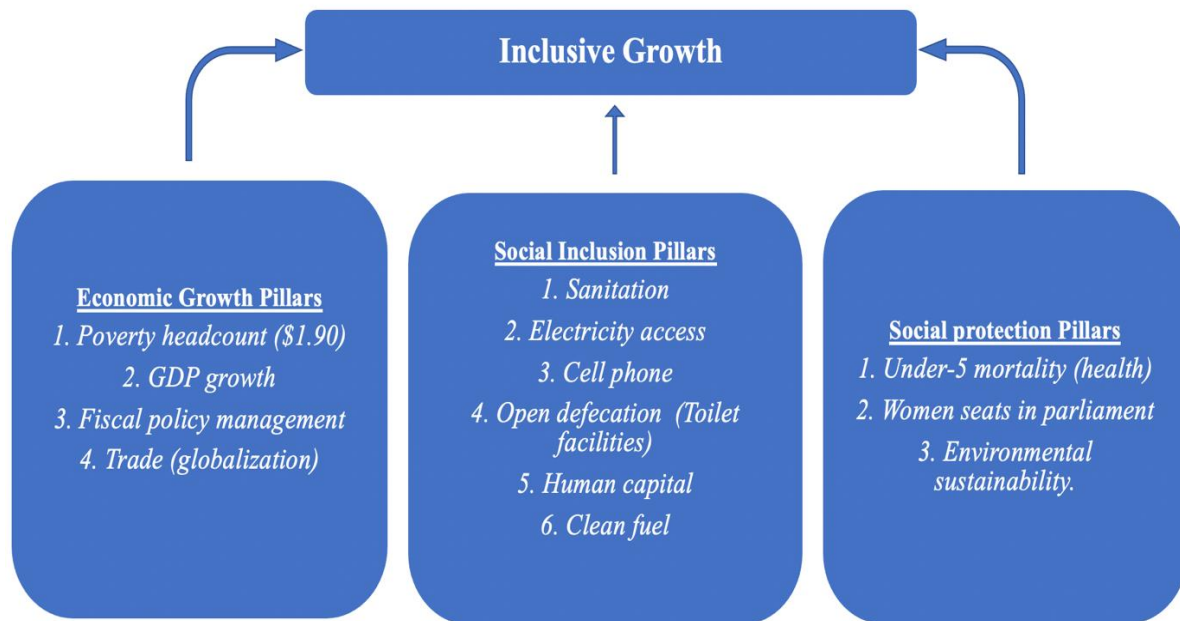 Inclusive Growth
Economic Growth Pillars
1. Poverty headcount ($1.90)
2. GDP growth
3. Fiscal policy management
4. Trade (globalization)
Social Inclusion Pillars
1. Sanitation
2. Electricity access
3. Cell phone
4. Open defecation (Toilet
facilities)
5. Human capital
6. Clean fuel
Social protection Pillars
1. Under-5 mortality (health)
2. Women seats in parliament
3. Environmental
sustainability.